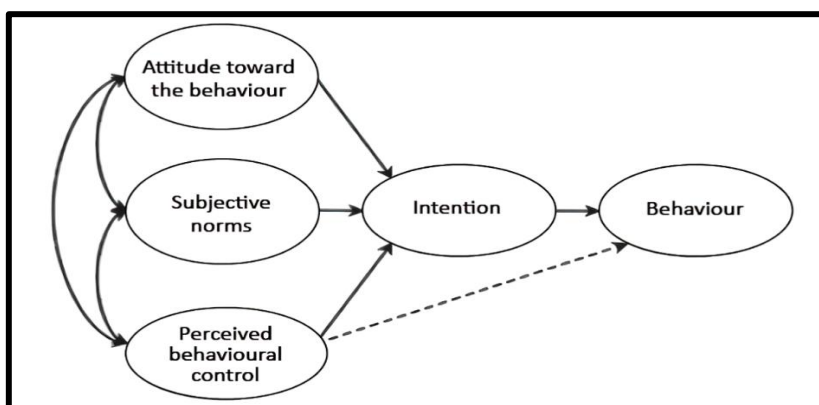 Attitude toward
the behaviour
Subjective
norms
Intention
Behaviour
Perceived
behavioural
control